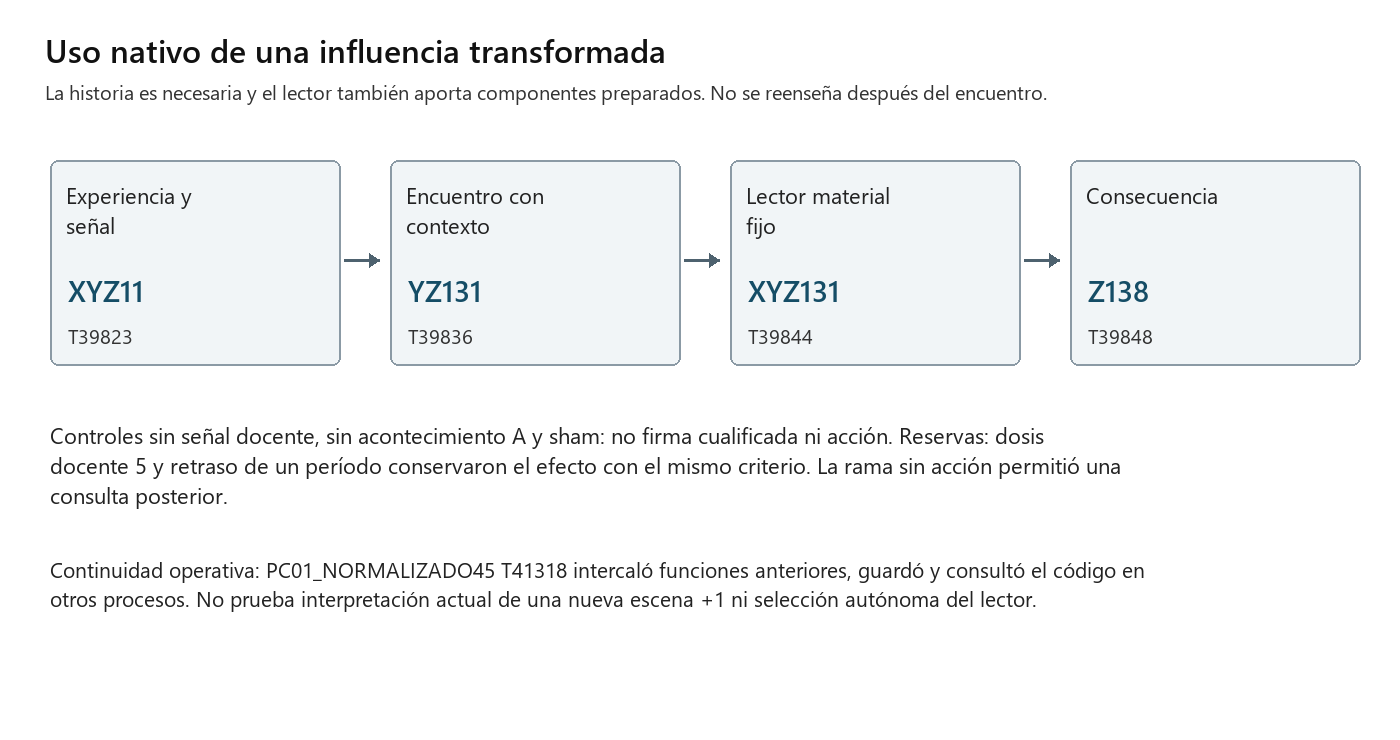 Uso nativo de una influencia transformada
La historia es necesaria y el lector también aporta componentes preparados. No se reenseña después del encuentro.
Experiencia y
señal
XYZ11
T39823
Encuentro con
contexto
YZ131
T39836
Lector material
fijo
XYZ131
T39844
Consecuencia
Z138
T39848
Controles sin señal docente, sin acontecimiento A y sham: no firma cualificada ni acción. Reservas: dosis
docente 5 y retraso de un período conservaron el efecto con el mismo criterio. La rama sin acción permitió una
consulta posterior.
Continuidad operativa: PC01_NORMALIZADO45 T41318 intercaló funciones anteriores, guardó y consultó el código en
otros procesos. No prueba interpretación actual de una nueva escena +1 ni selección autónoma del lector.